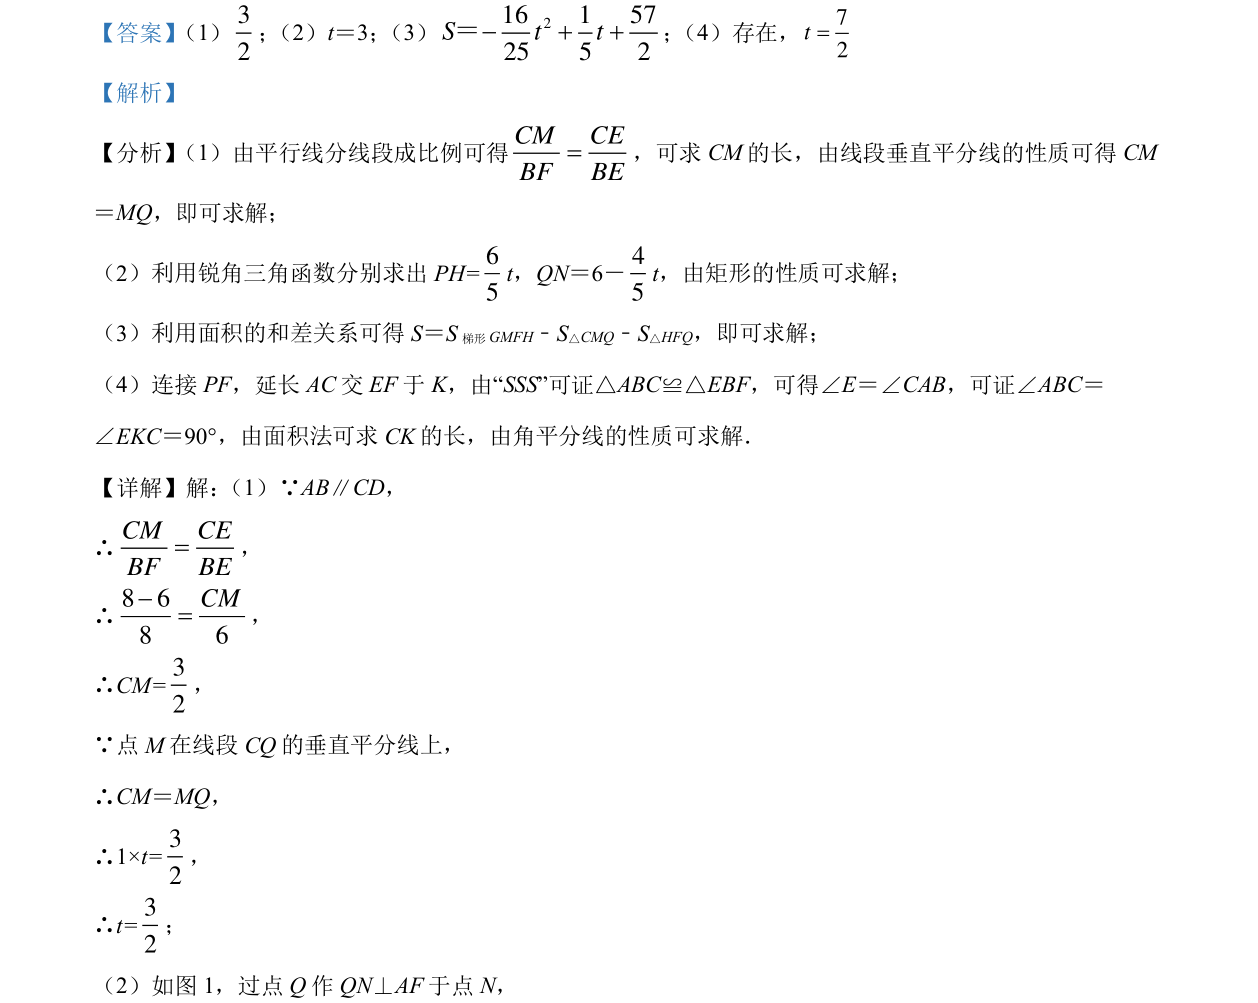 【答案】（1）3/2；（2）t＝3；（3）S＝−16/25t²+1/5t+57/2；（4）存在，t=7/2
【解析】
【分析】（1）由平行线分线段成比例可得CM/BF=CE/BE，可求 CM 的长，由线段垂直平分线的性质可得 CM
＝MQ，即可求解；
（2）利用锐角三角函数分别求出 PH=6/5t，QN＝6－4/5t，由矩形的性质可求解；
（3）利用面积的和差关系可得 S＝S梯形GMFH﹣S△CMQ﹣S△HFQ，即可求解；
（4）连接 PF，延长 AC 交 EF 于 K，由“SSS”可证△ABC≌△EBF，可得∠E＝∠CAB，可证∠ABC＝
∠EKC＝90°，由面积法可求 CK 的长，由角平分线的性质可求解．
【详解】解：（1）∵AB∥CD，
∴CM/BF=CE/BE，
∴(8−6)/8=CM/6，
∴CM=3/2，
∵点 M 在线段 CQ 的垂直平分线上，
∴CM＝MQ，
∴1×t=3/2，
∴t=3/2；
（2）如图 1，过点 Q 作 QN⊥AF 于点 N，